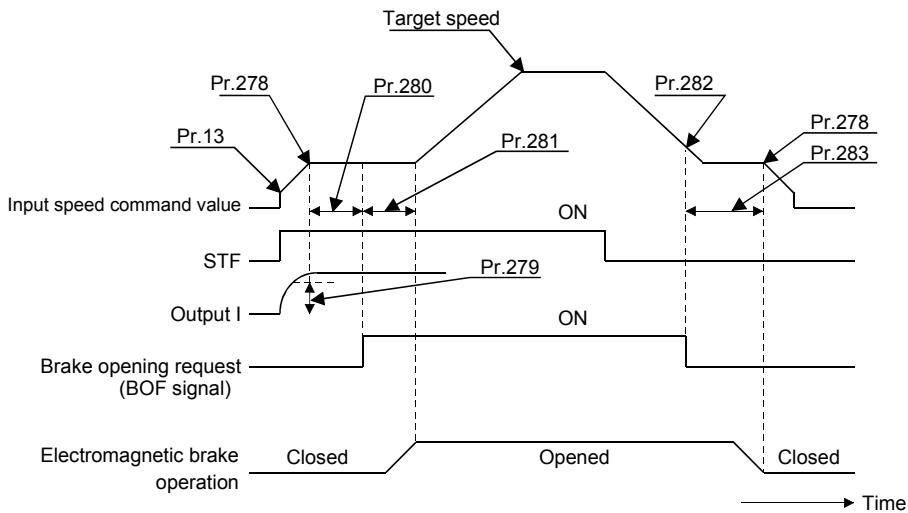 Target speed
Pr.278
Pr.280
Pr.282
Pr.278
Pr.13
Pr.281
Pr.283
Input speed command value
ON
STF
Pr.279
Output I
ON
Brake opening request
(BOF signal)
Electromagnetic brake
operation
Closed
Opened
Closed
Time